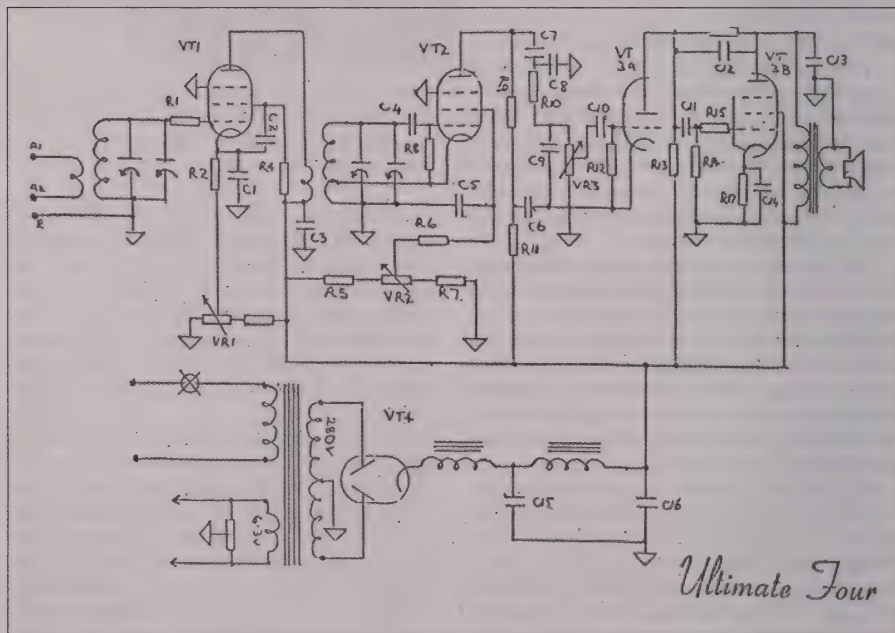 VT1
VT2
VT
3A
VT
3B
C7
C8
R9
R10
C10
C12
C13
R1
C2
C4
R8
C9
VR3
R12
R13
C11
R15
A1
A2
E
R2
C1
R4
C5
C6
R11
C14
C3
R6
R5
VR2
R7
VR1
VT4
280V
6.3V
C15
C16
Ultimate Four